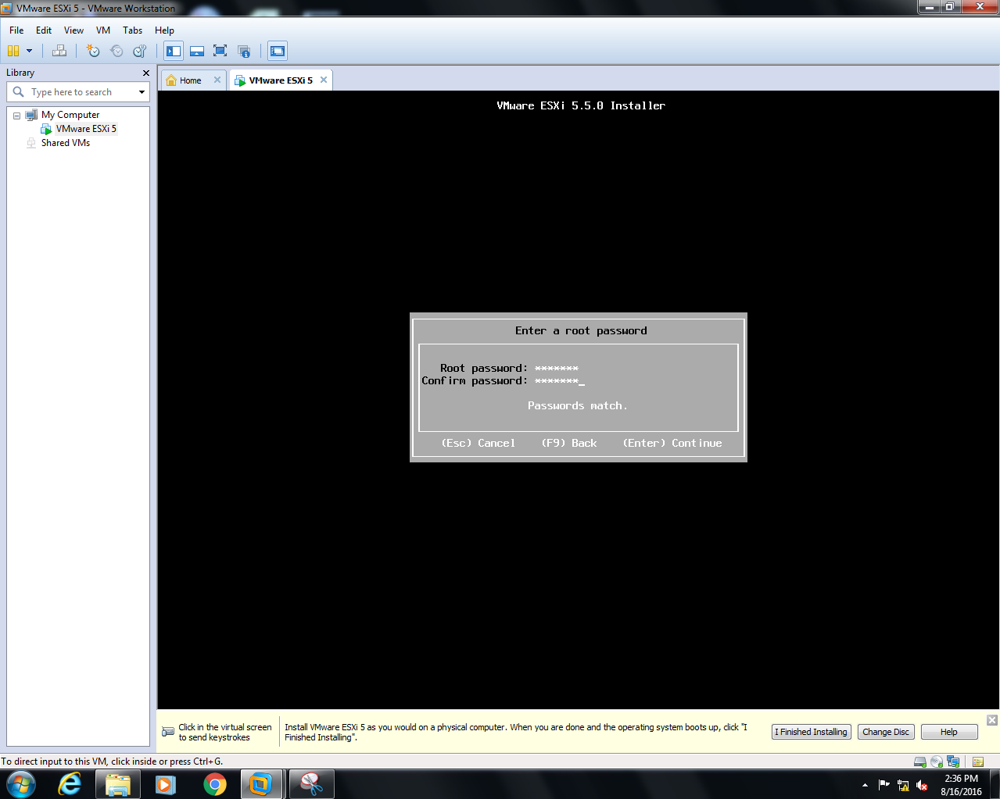 VMware ESXi 5 - VMware Workstation
File Edit View VM Tabs Help
Library
Type here to search
My Computer
VMware ESXi 5
Shared VMs
Home
VMware ESXi 5
VMware ESXi 5.5.0 Installer
Enter a root password
Root password: *******
Confirm password: *******_
Passwords match.
(Esc) Cancel (F9) Back (Enter) Continue
Click in the virtual screen
to send keystrokes
Install VMware ESXi 5 as you would on a physical computer. When you are done and the operating system boots up, click "I
Finished Installing".
I Finished Installing
Change Disc
Help
To direct input to this VM, click inside or press Ctrl+G.
2:36 PM
8/16/2016